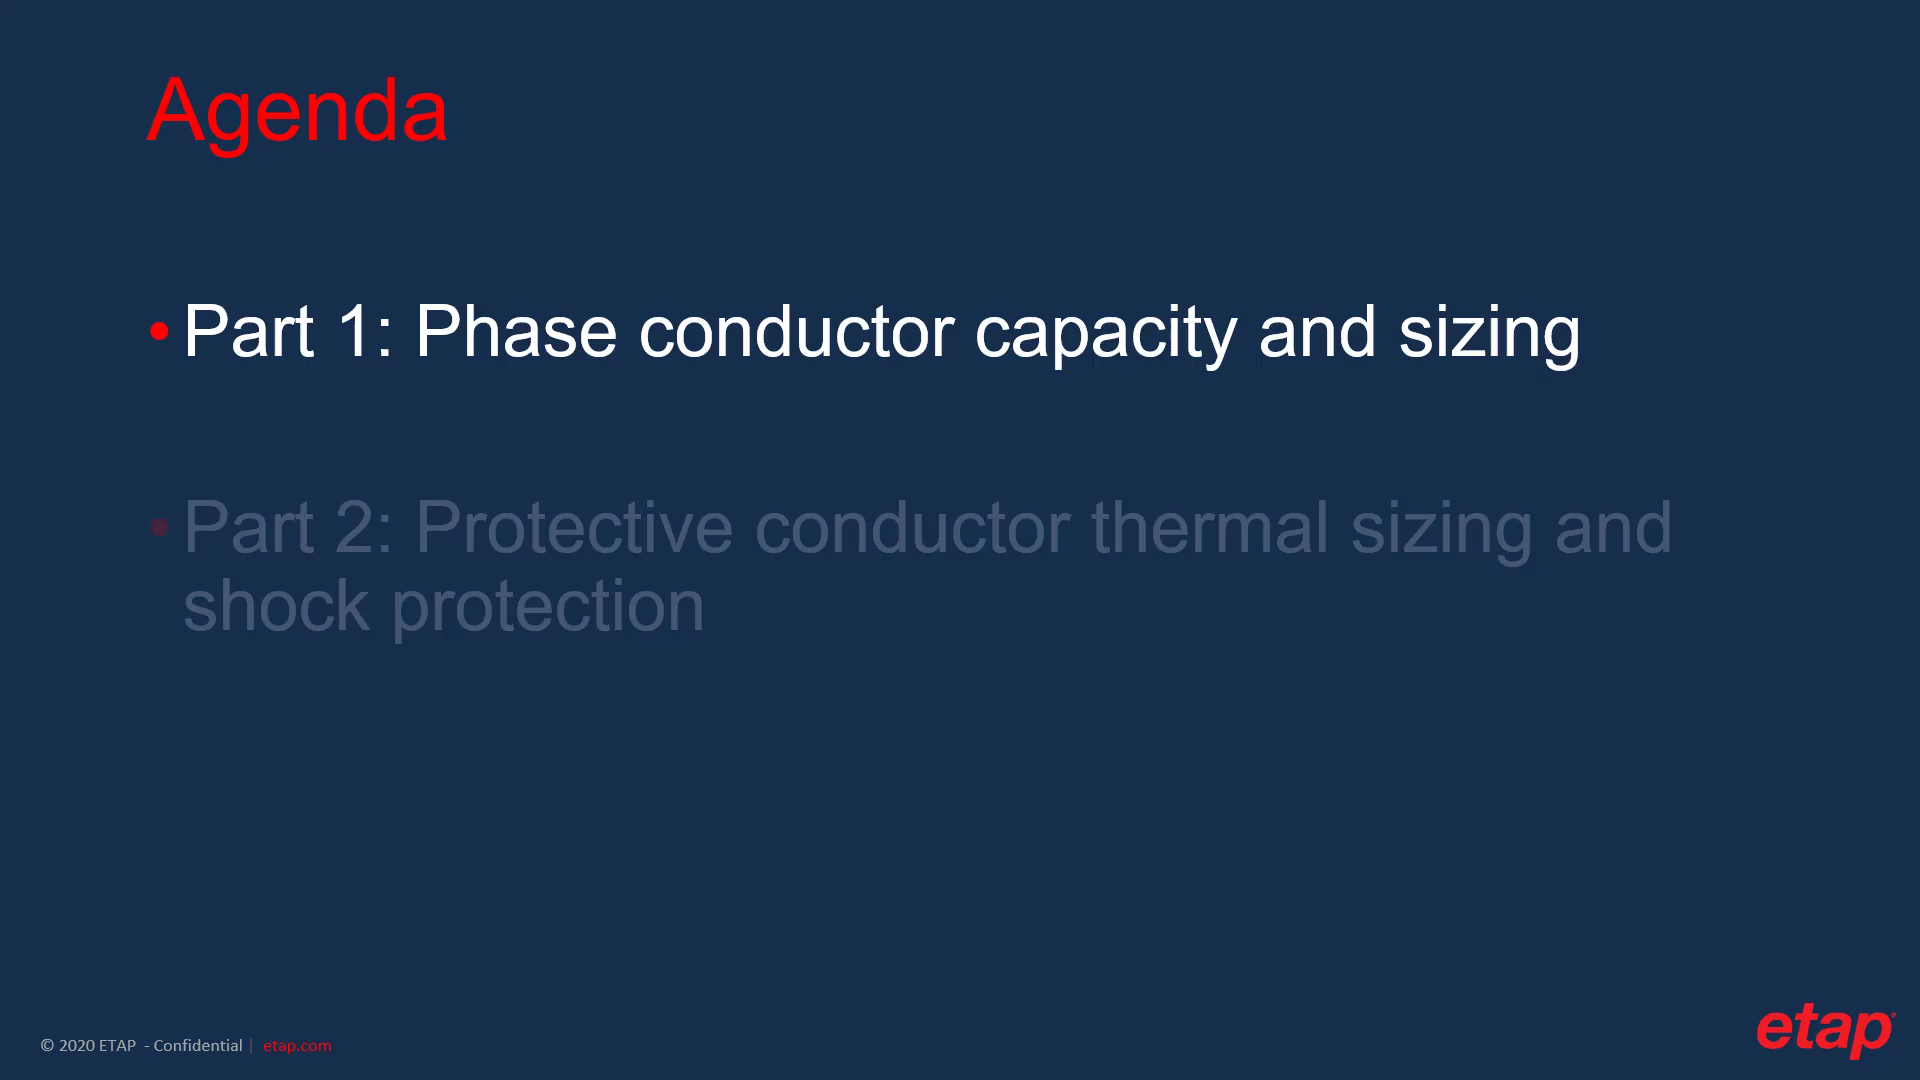 Agenda
• Part 1: Phase conductor capacity and sizing
• Part 2: Protective conductor thermal sizing and
shock protection
© 2020 ETAP - Confidential | etap.com
etap